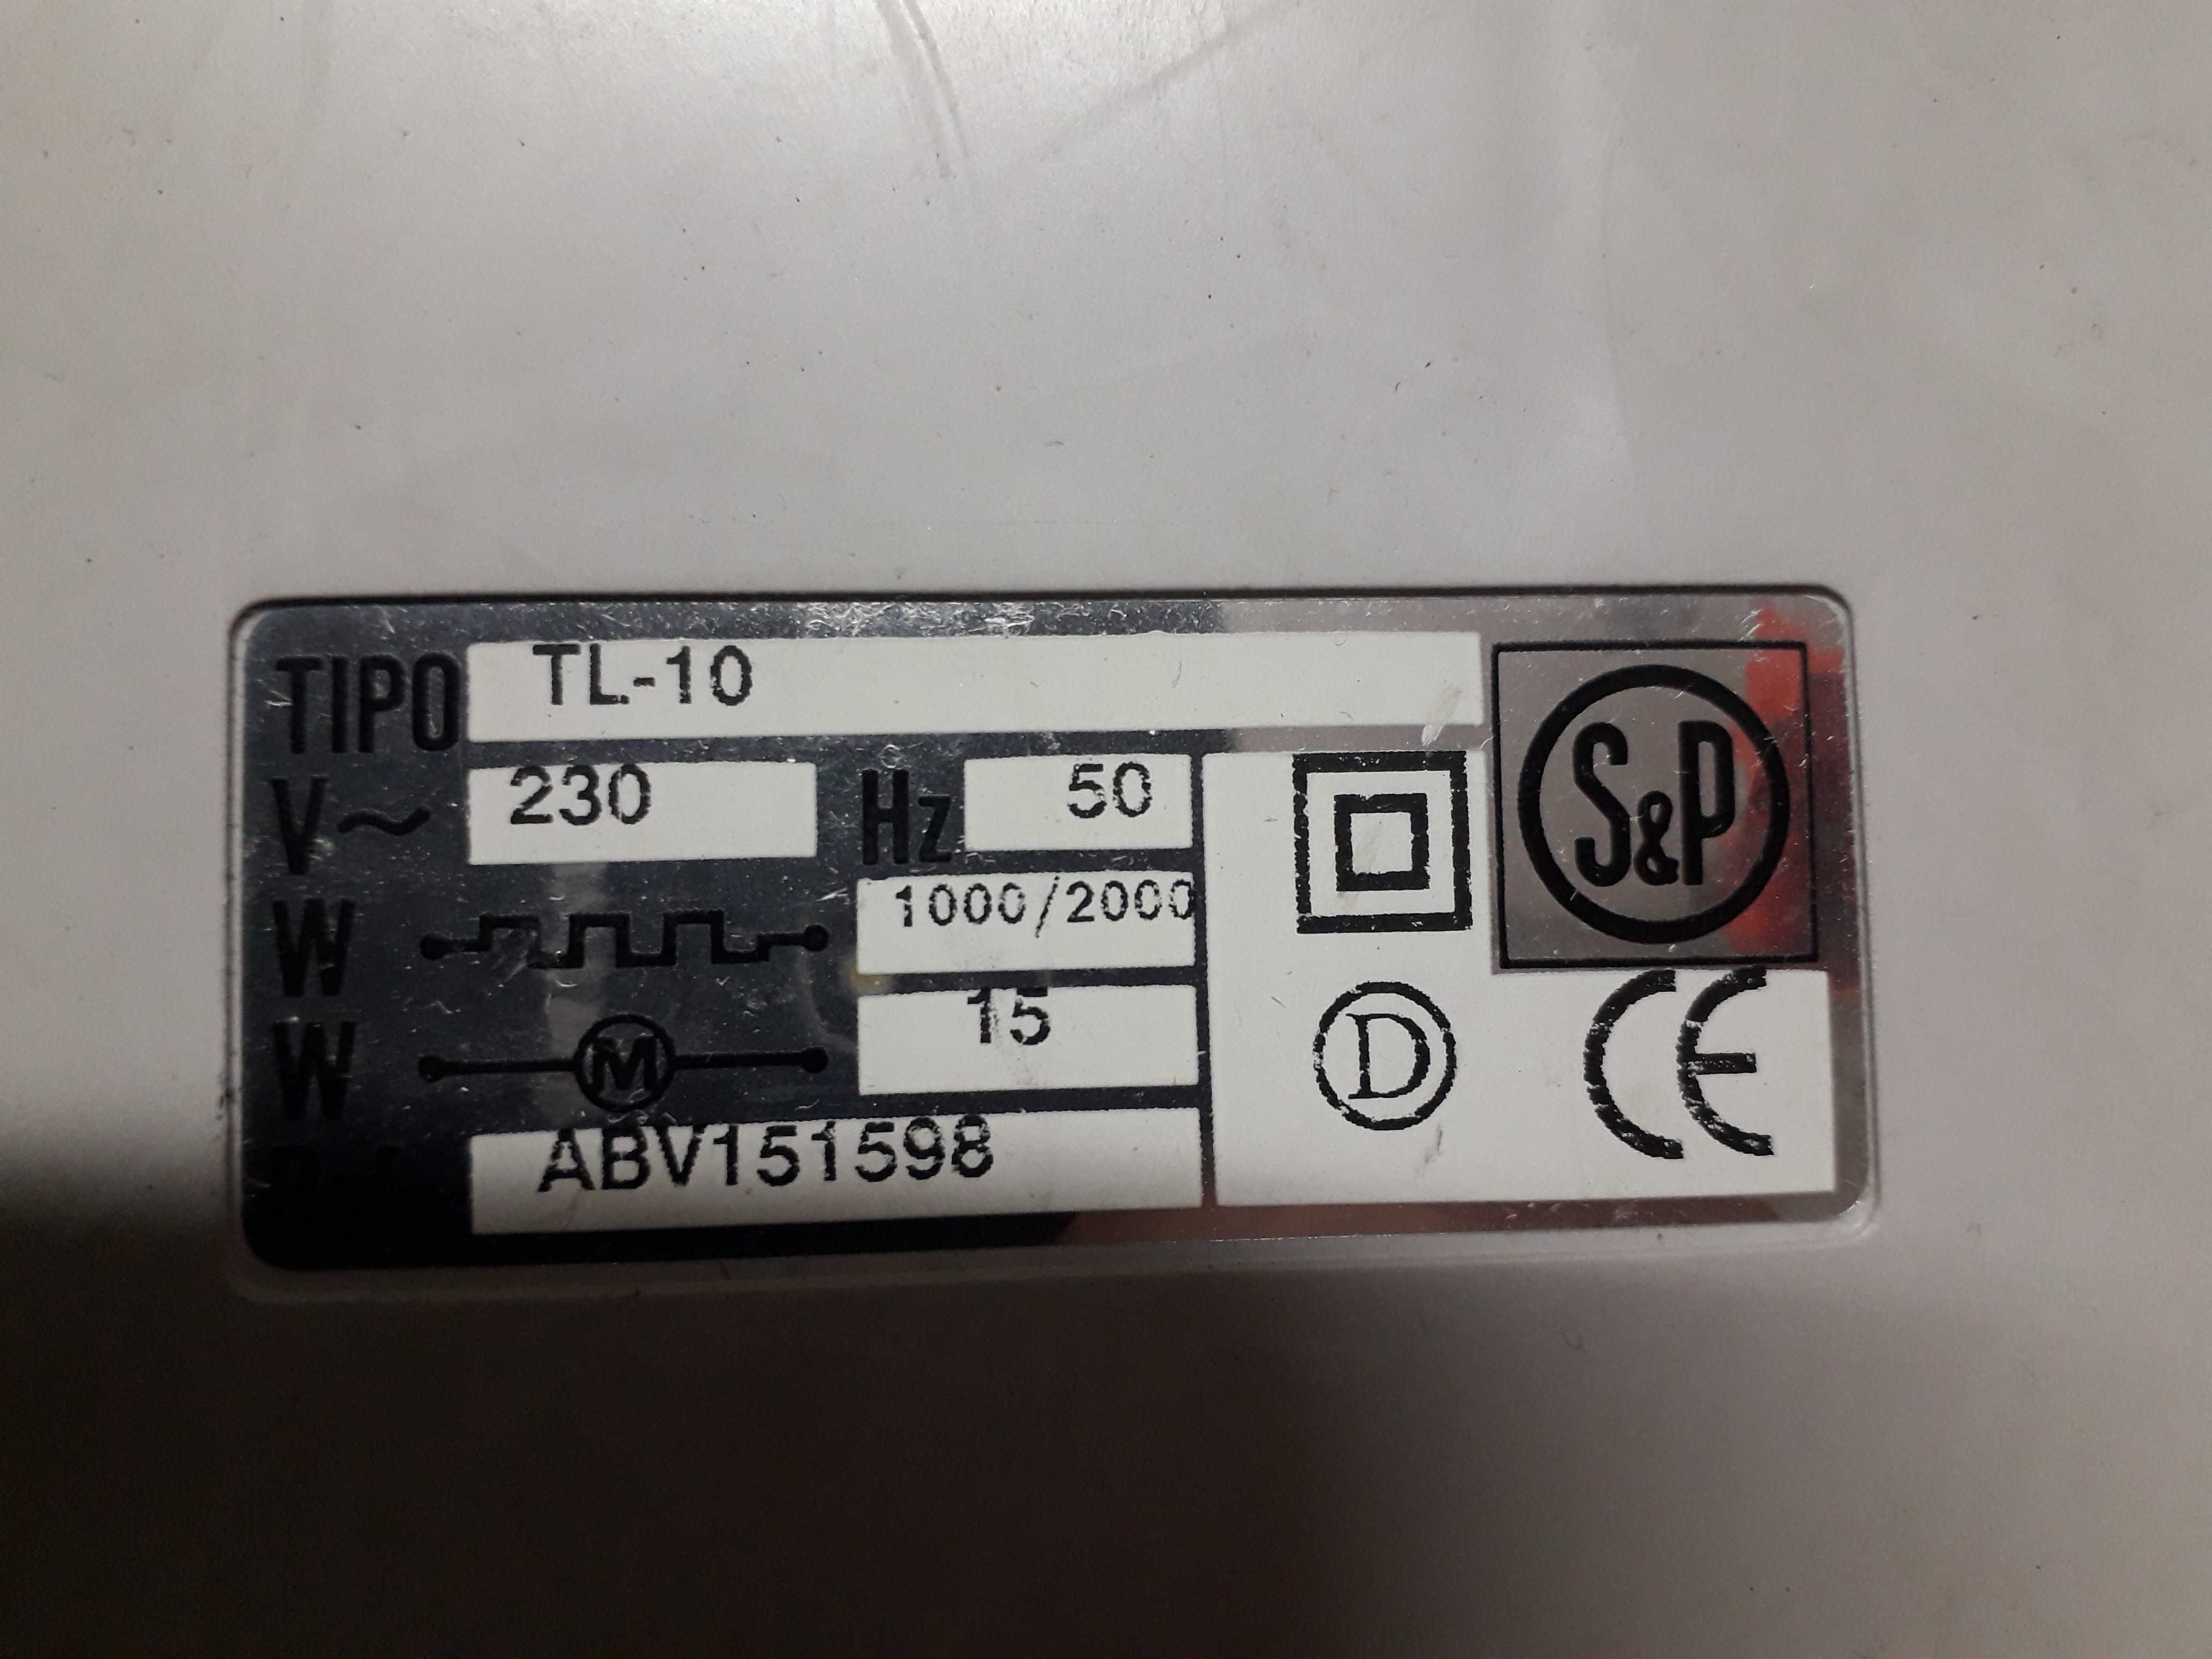 TIPO TL-10
V~ 230 Hz 50
W 1000/2000
W M 15
ABV151598
S&P
D CE